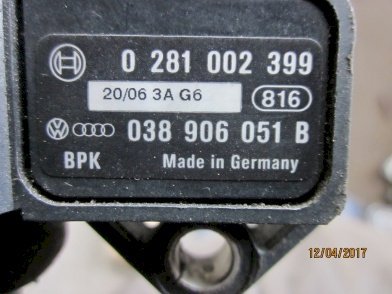 0 281 002 399
20/06 3A G6
816
038 906 051 B
BPK Made in Germany
12/04/2017